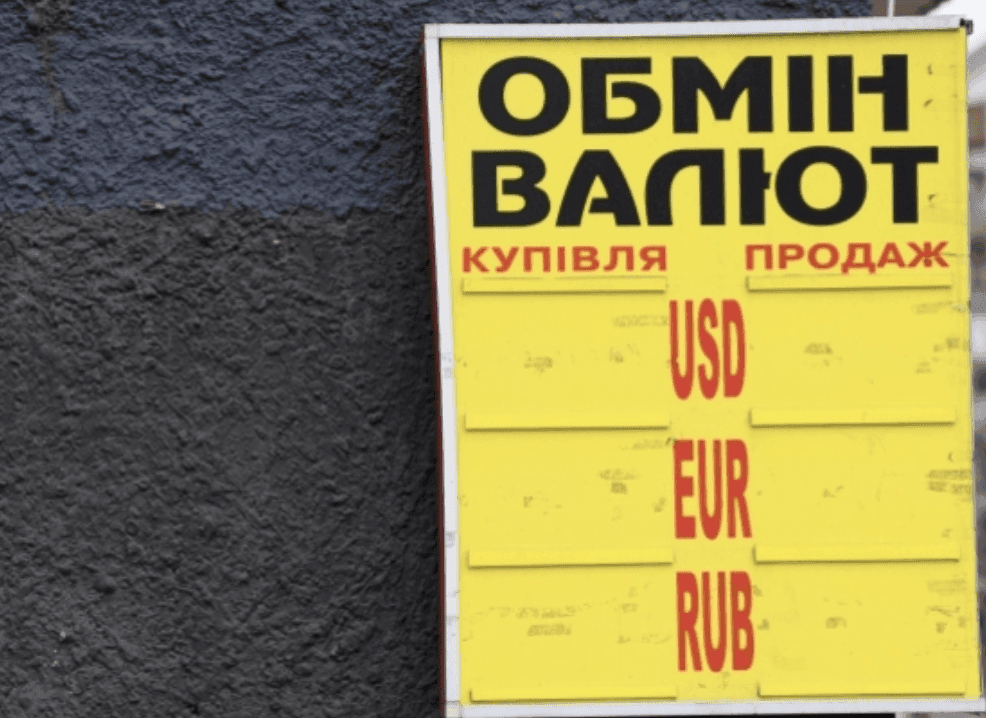 ОБМІН
ВАЛЮТ
КУПІВЛЯ ПРОДАЖ
USD
EUR
RUB